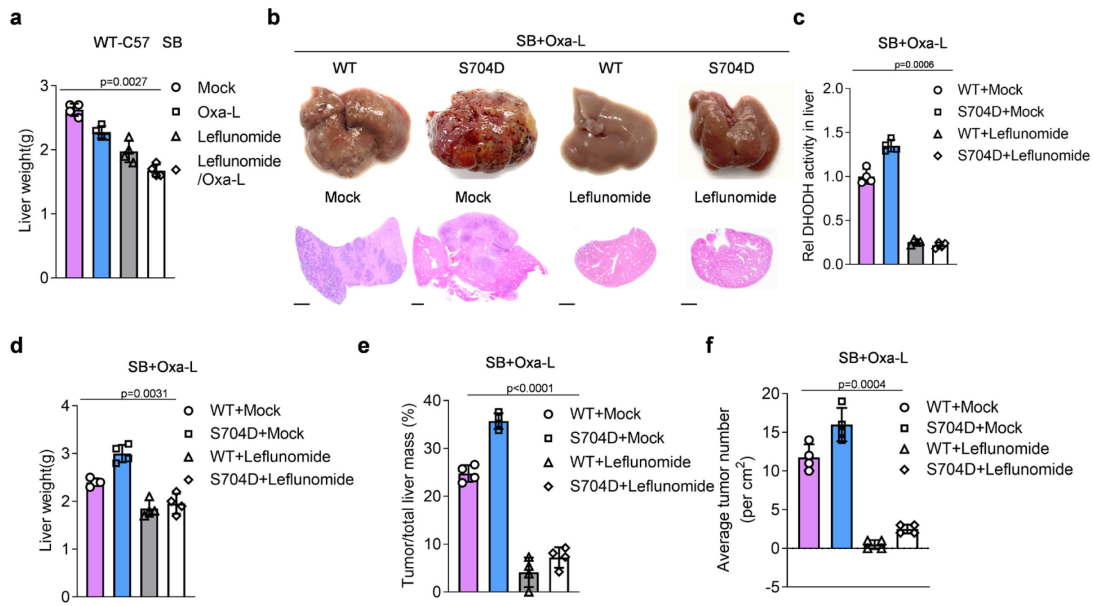 a
WT-C57 SB
p=0.0027
Liver weight(g)
3
2
1
0
Mock
Oxa-L
Leflunomide
Leflunomide
/Oxa-L
b
SB+Oxa-L
WT
S704D
WT
S704D
Mock
Mock
Leflunomide
Leflunomide
c
SB+Oxa-L
p=0.0006
Rel DHODH activity in liver
2.0
1.5
1.0
0.5
0.0
WT+Mock
S704D+Mock
WT+Leflunomide
S704D+Leflunomide
d
SB+Oxa-L
p=0.0031
Liver weight(g)
4
3
2
1
0
WT+Mock
S704D+Mock
WT+Leflunomide
S704D+Leflunomide
e
SB+Oxa-L
p<0.0001
Tumor/total liver mass (%)
40
30
20
10
0
WT+Mock
S704D+Mock
WT+Leflunomide
S704D+Leflunomide
f
SB+Oxa-L
p=0.0004
Average tumor number
(per cm²)
20
15
10
5
0
-5
WT+Mock
S704D+Mock
WT+Leflunomide
S704D+Leflunomide